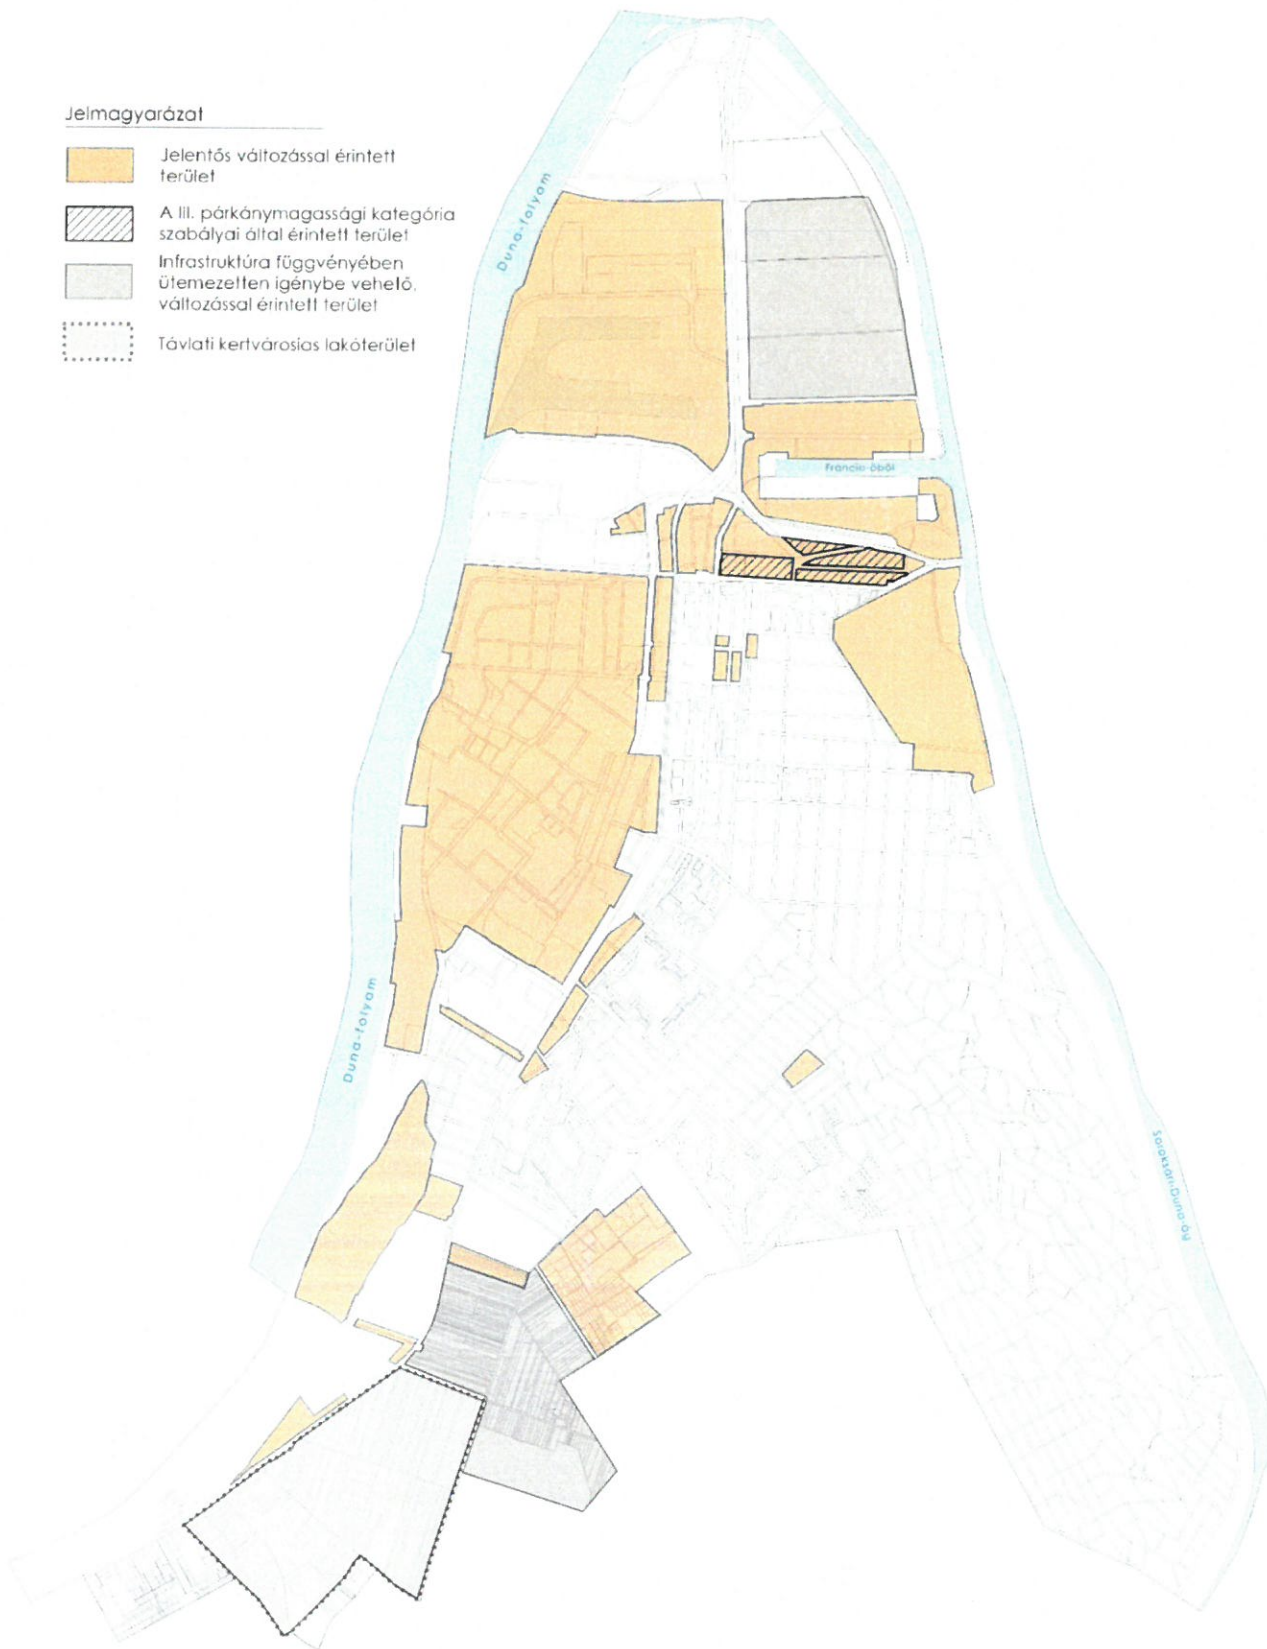 Jelmagyarázat
Jelentős változással érintett
terület
A III. párkánymagassági kategória
szabályai által érintett terület
Infrastruktúra függvényében
ütemezetten igénybe vehető,
változással érintett terület
Távlati kertvárosias lakóterület
Duna-folyam
Francia-öböl
Duna-folyam
Soroksári-Duna-ág